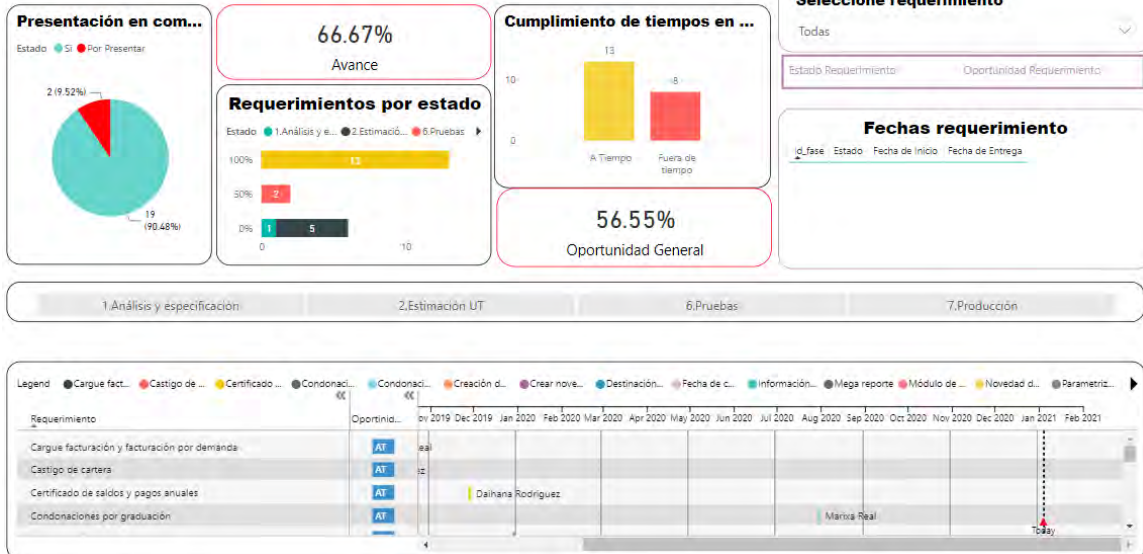 Presentación en com...
Estado Si Por Presentar
2 (9.52%)
19
(90.48%)
66.67%
Avance
Requerimientos por estado
Estado 1.Análisis y e... 2.Estimació... 6.Pruebas
100% 13
50% 2
0% 1 5
0 10
Cumplimiento de tiempos en ...
13
10
8
0
A Tiempo Fuera de
tiempo
56.55%
Oportunidad General
Seleccione requerimiento
Todas
Estado Requerimiento Oportunidad Requerimiento
Fechas requerimiento
id_fase Estado Fecha de Inicio Fecha de Entrega
1.Análisis y especificación 2.Estimación UT 6.Pruebas 7.Producción
Legend Cargue fact... Castigo de ... Certificado ... Condonaci... Condonaci... Creación d... Crear nove... Destinación... Fecha de c... Información... Mega reporte Módulo de ... Novedad d... Parametriz...
Requerimiento Oportinid... ov 2019 Dec 2019 Jan 2020 Feb 2020 Mar 2020 Apr 2020 May 2020 Jun 2020 Jul 2020 Aug 2020 Sep 2020 Oct 2020 Nov 2020 Dec 2020 Jan 2021 Feb 2021
Cargue facturación y facturación por demanda AT eal
Castigo de cartera AT ez
Certificado de saldos y pagos anuales AT Daihana Rodriguez
Condonaciones por graduación AT Marixa Real
Today